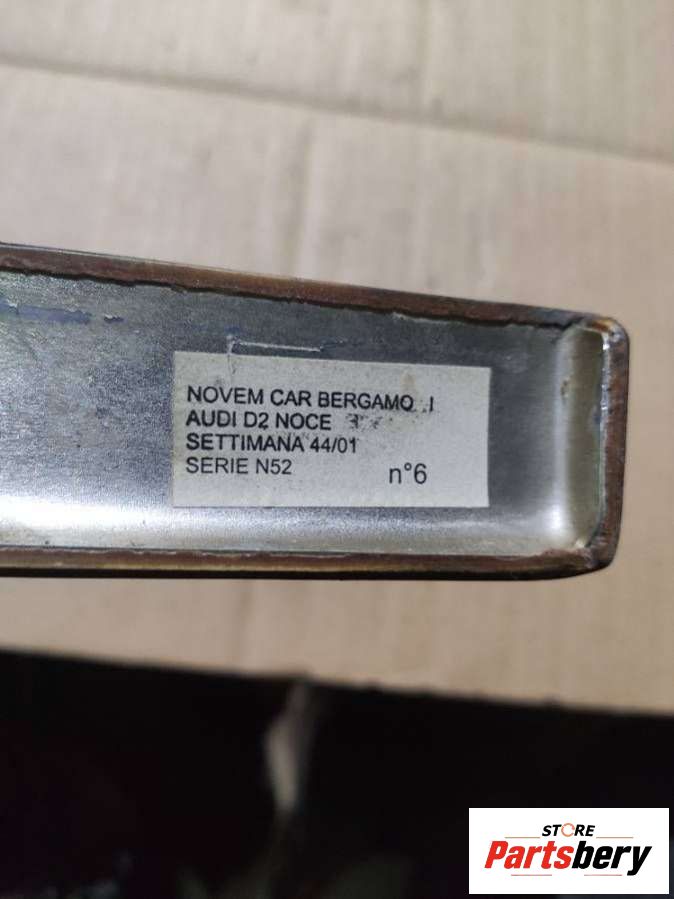 NOVEM CAR BERGAMO
AUDI D2 NOCE
SETTIMANA 44/01
SERIE N52
n°6
STORE
Partsbery